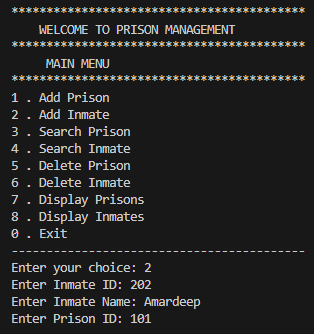 ******************************************
WELCOME TO PRISON MANAGEMENT
******************************************
MAIN MENU
******************************************
1 . Add Prison
2 . Add Inmate
3 . Search Prison
4 . Search Inmate
5 . Delete Prison
6 . Delete Inmate
7 . Display Prisons
8 . Display Inmates
0 . Exit
------------------------------------------
Enter your choice: 2
Enter Inmate ID: 202
Enter Inmate Name: Amardeep
Enter Prison ID: 101